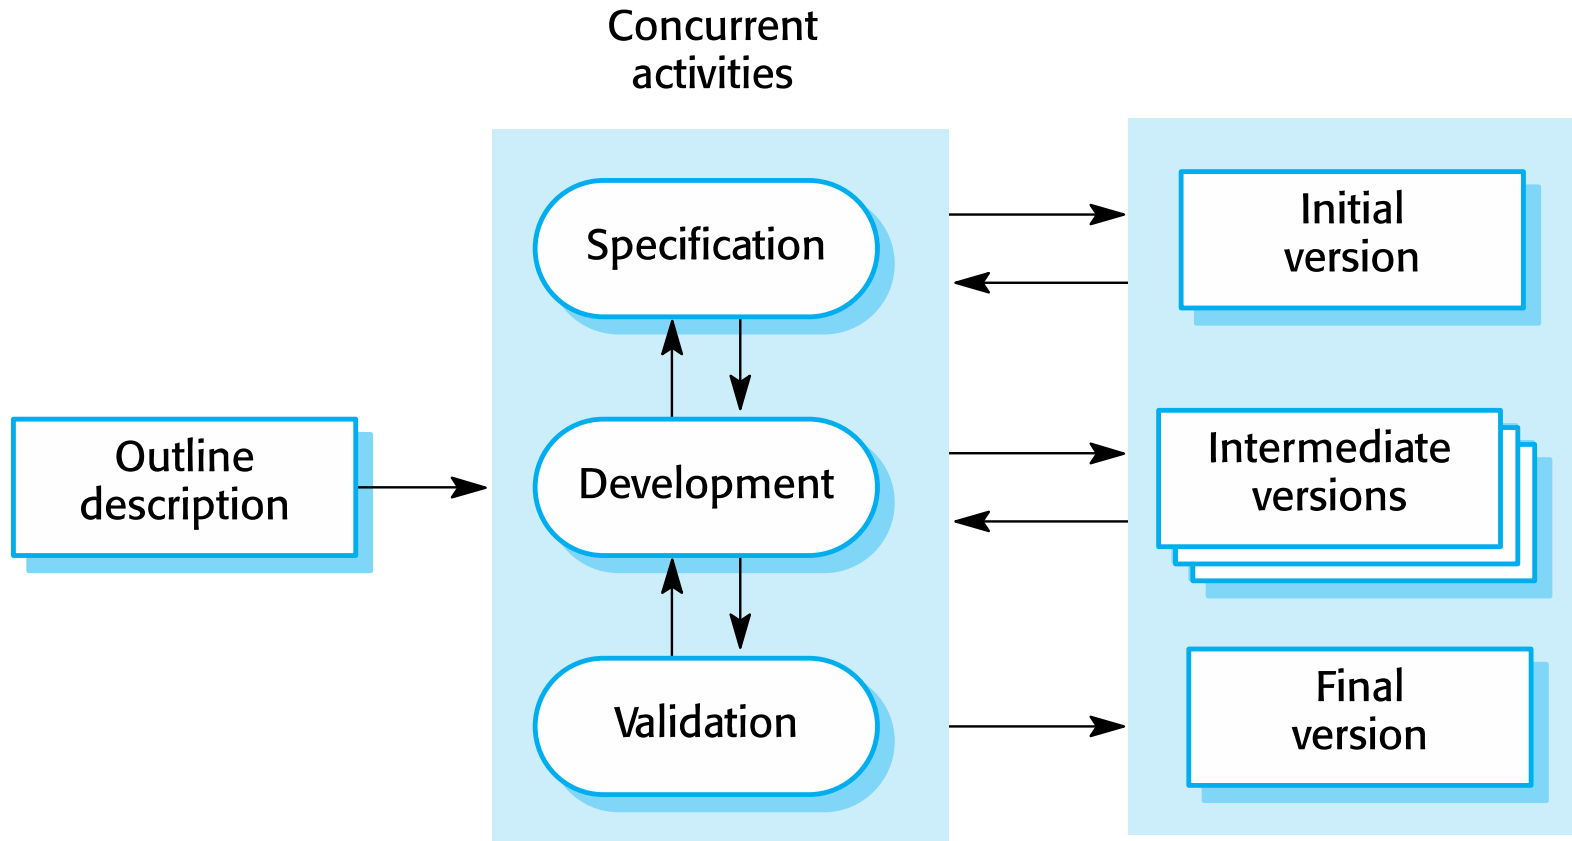 Concurrent
activities
Specification
Initial
version
Outline
description
Development
Intermediate
versions
Validation
Final
version